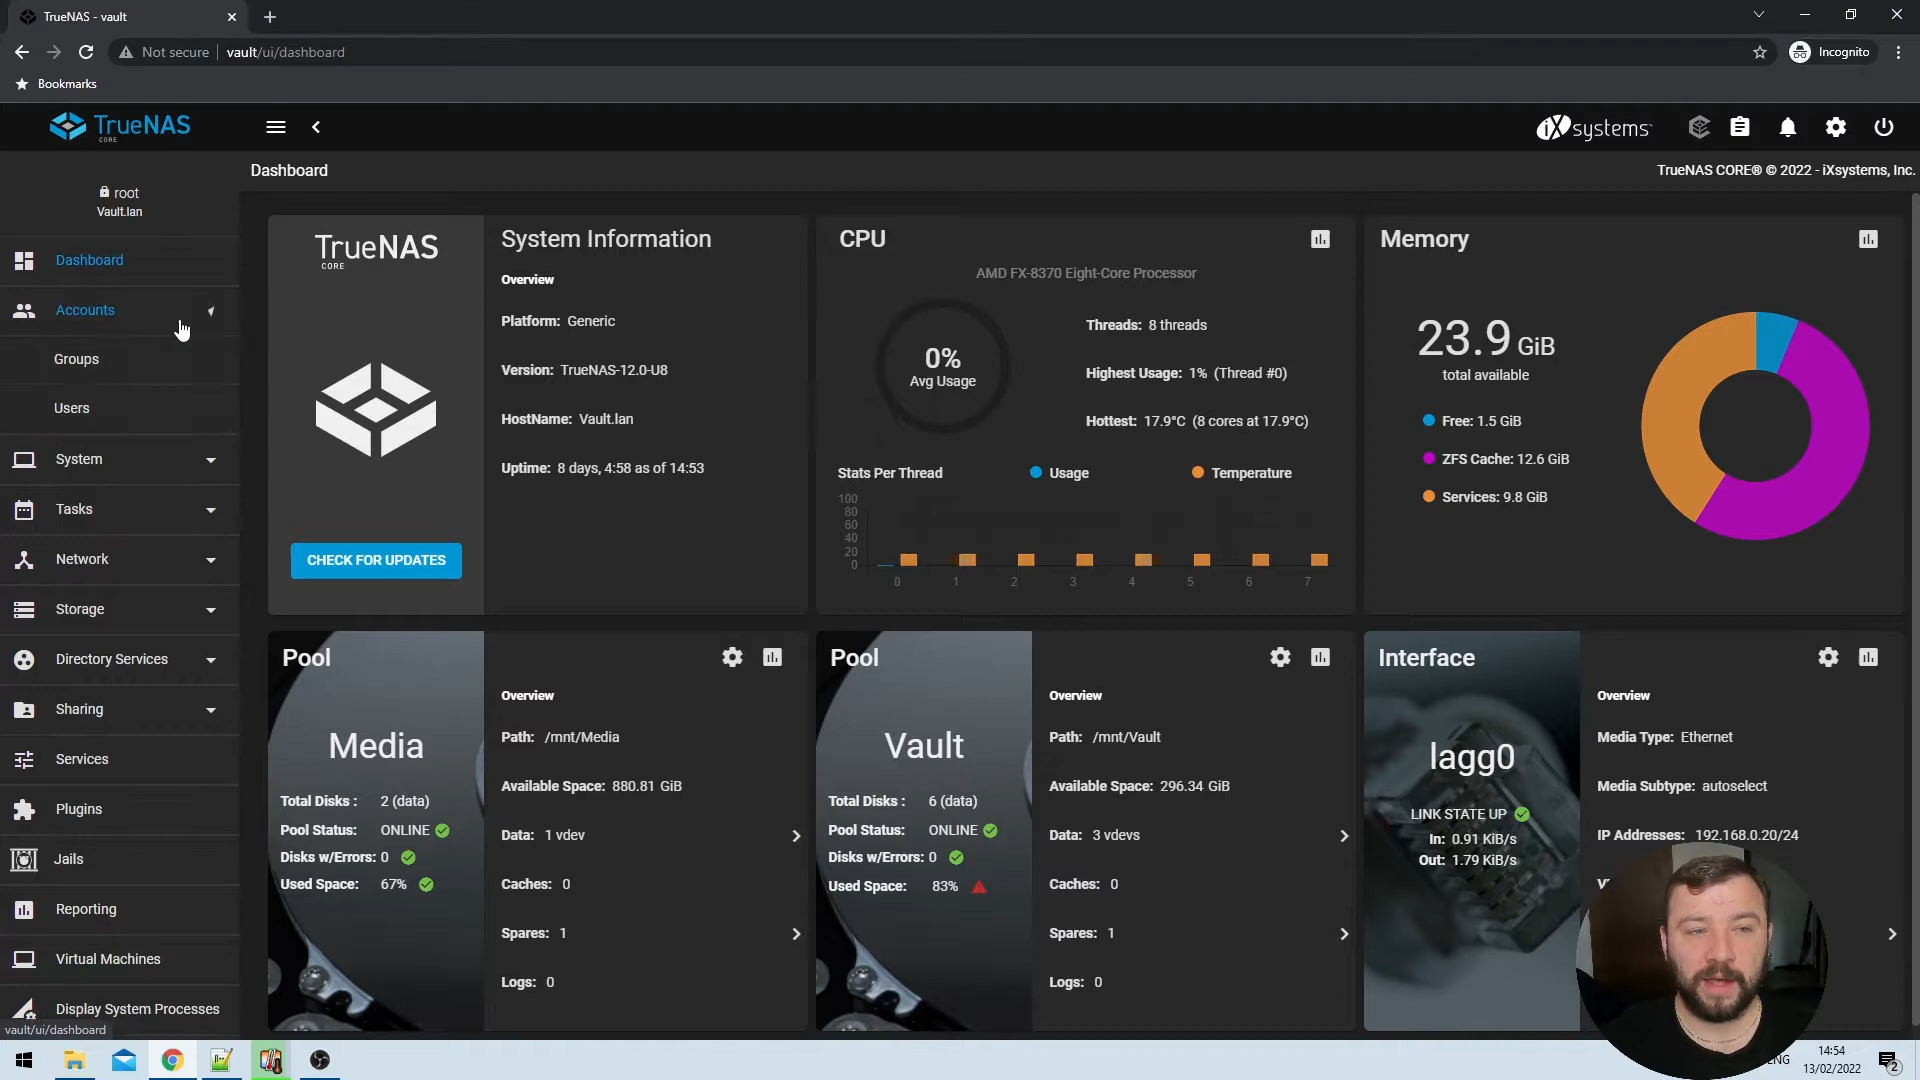 TrueNAS - vault
Not secure
vault/ui/dashboard
Incognito
Bookmarks
TrueNAS
CORE
iXsystems
Dashboard
TrueNAS CORE® © 2022 - iXsystems, Inc.
root
Vault.lan
Dashboard
Accounts
Groups
Users
System
Tasks
Network
Storage
Directory Services
Sharing
Services
Plugins
Jails
Reporting
Virtual Machines
Display System Processes
vault/ui/dashboard
TrueNAS
CORE
CHECK FOR UPDATES
System Information
Overview
Platform: Generic
Version: TrueNAS-12.0-U8
HostName: Vault.lan
Uptime: 8 days, 4:58 as of 14:53
CPU
AMD FX-8370 Eight-Core Processor
0%
Avg Usage
Threads: 8 threads
Highest Usage: 1% (Thread #0)
Hottest: 17.9°C (8 cores at 17.9°C)
Stats Per Thread
Usage
Temperature
100
80
60
40
20
0
0 1 2 3 4 5 6 7
Memory
23.9 GiB
total available
Free: 1.5 GiB
ZFS Cache: 12.6 GiB
Services: 9.8 GiB
Pool
Media
Total Disks : 2 (data)
Pool Status: ONLINE
Disks w/Errors: 0
Used Space: 67%
Overview
Path: /mnt/Media
Available Space: 880.81 GiB
Data: 1 vdev
Caches: 0
Spares: 1
Logs: 0
Pool
Vault
Total Disks : 6 (data)
Pool Status: ONLINE
Disks w/Errors: 0
Used Space: 83%
Overview
Path: /mnt/Vault
Available Space: 296.34 GiB
Data: 3 vdevs
Caches: 0
Spares: 1
Logs: 0
Interface
lagg0
LINK STATE UP
In: 0.91 KiB/s
Out: 1.79 KiB/s
Overview
Media Type: Ethernet
Media Subtype: autoselect
IP Addresses: 192.168.0.20/24
ENG
14:54
13/02/2022
2